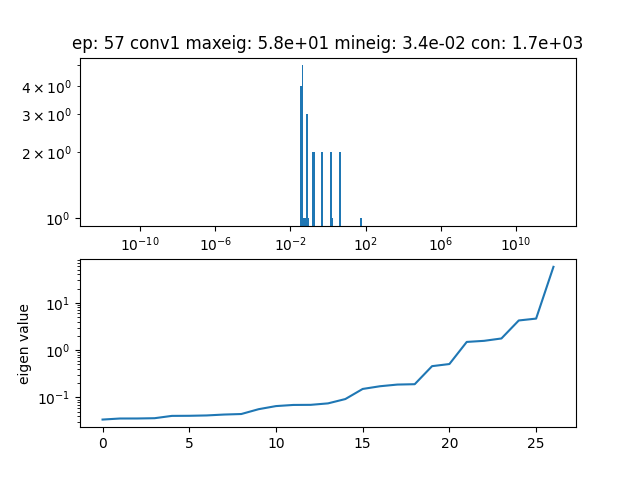 ep: 57 conv1 maxeig: 5.8e+01 mineig: 3.4e-02 con: 1.7e+03
4 × 10⁰
3 × 10⁰
2 × 10⁰
10⁰
10⁻¹⁰ 10⁻⁶ 10⁻² 10² 10⁶ 10¹⁰
eigen value
10¹
10⁰
10⁻¹
0 5 10 15 20 25